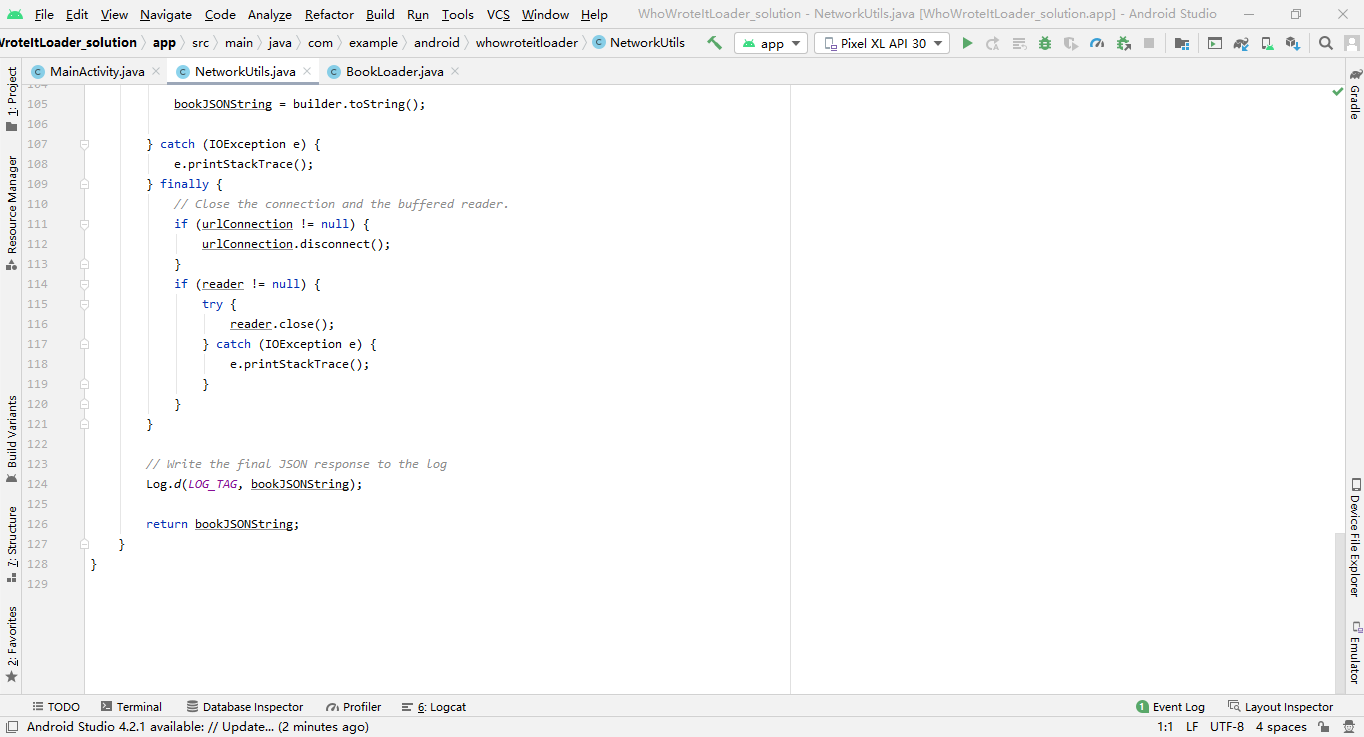 File Edit View Navigate Code Analyze Refactor Build Run Tools VCS Window Help WhoWroteItLoader_solution - NetworkUtils.java [WhoWroteItLoader_solution.app] - Android Studio
WroteItLoader_solution app src main java com example android whowroteitloader NetworkUtils app Pixel XL API 30
MainActivity.java NetworkUtils.java BookLoader.java
104
105 bookJSONString = builder.toString();
106
107 } catch (IOException e) {
108 e.printStackTrace();
109 } finally {
110 // Close the connection and the buffered reader.
111 if (urlConnection != null) {
112 urlConnection.disconnect();
113 }
114 if (reader != null) {
115 try {
116 reader.close();
117 } catch (IOException e) {
118 e.printStackTrace();
119 }
120 }
121 }
122
123 // Write the final JSON response to the log
124 Log.d(LOG_TAG, bookJSONString);
125
126 return bookJSONString;
127 }
128 }
129
1: Project
Resource Manager
Build Variants
7: Structure
2: Favorites
Gradle
Device File Explorer
Emulator
TODO Terminal Database Inspector Profiler 6: Logcat 1 Event Log Layout Inspector
Android Studio 4.2.1 available: // Update... (2 minutes ago) 1:1 LF UTF-8 4 spaces